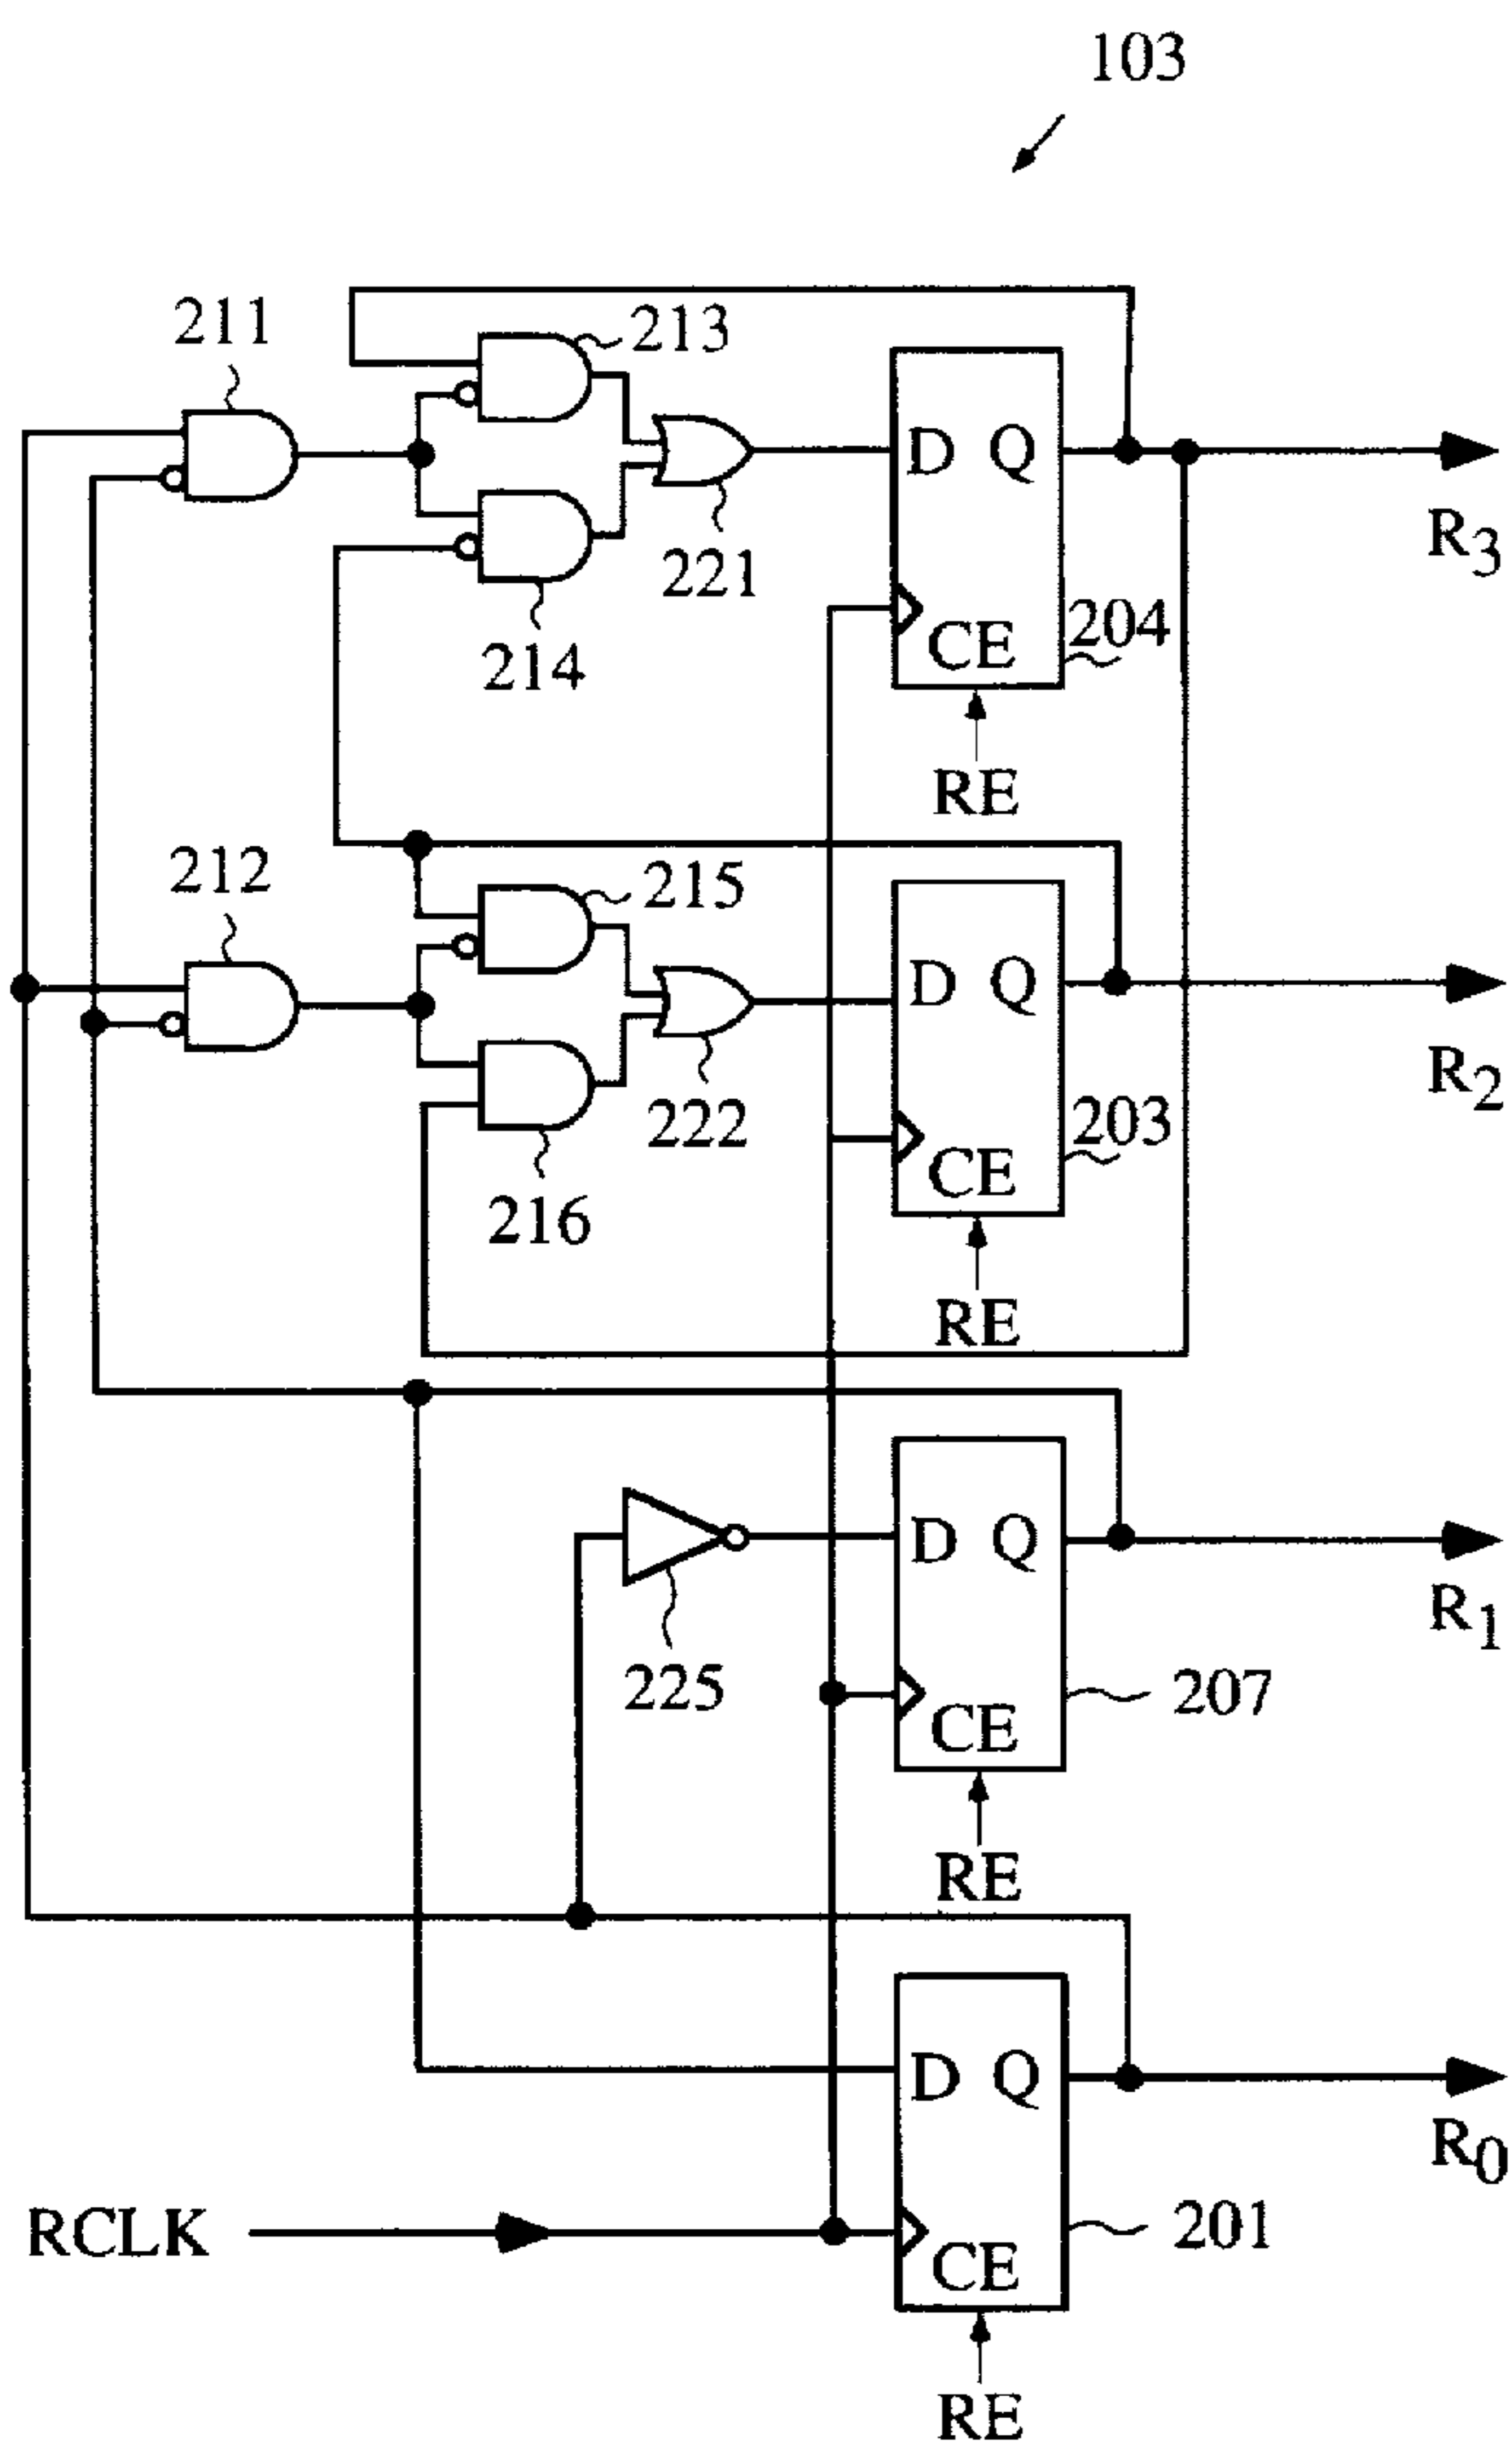 103
211
213
D Q
221
R3
214
CE
204
RE
212
215
D Q
R2
222
203
CE
216
RE
D Q
R1
225
207
CE
RE
D Q
R0
RCLK
201
CE
RE